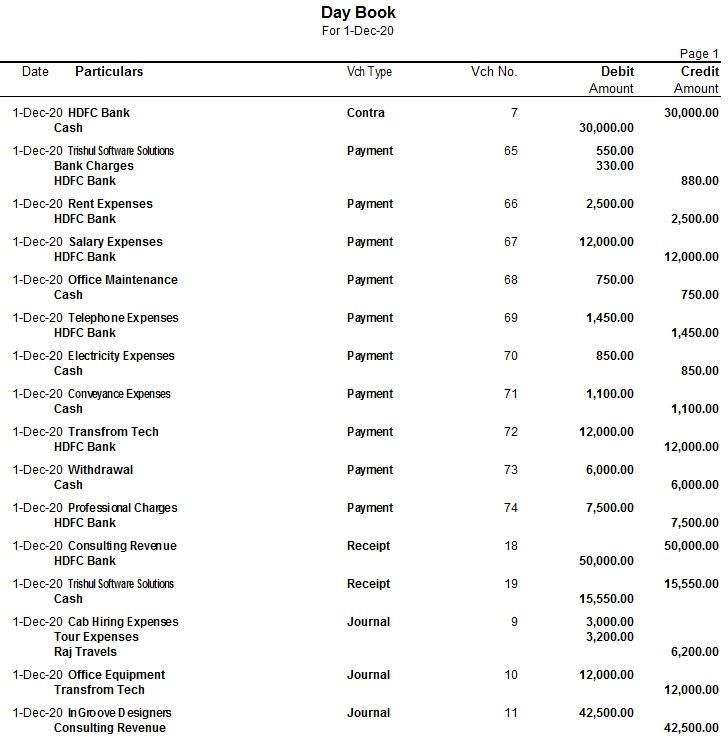 Day Book
For 1-Dec-20
Page 1
Date Particulars Vch Type Vch No. Debit Credit
Amount Amount
1-Dec-20 HDFC Bank Contra 7 30,000.00
Cash 30,000.00
1-Dec-20 Trishul Software Solutions Payment 65 550.00
Bank Charges 330.00
HDFC Bank 880.00
1-Dec-20 Rent Expenses Payment 66 2,500.00
HDFC Bank 2,500.00
1-Dec-20 Salary Expenses Payment 67 12,000.00
HDFC Bank 12,000.00
1-Dec-20 Office Maintenance Payment 68 750.00
Cash 750.00
1-Dec-20 Telephone Expenses Payment 69 1,450.00
HDFC Bank 1,450.00
1-Dec-20 Electricity Expenses Payment 70 850.00
Cash 850.00
1-Dec-20 Conveyance Expenses Payment 71 1,100.00
Cash 1,100.00
1-Dec-20 Transfrom Tech Payment 72 12,000.00
HDFC Bank 12,000.00
1-Dec-20 Withdrawal Payment 73 6,000.00
Cash 6,000.00
1-Dec-20 Professional Charges Payment 74 7,500.00
HDFC Bank 7,500.00
1-Dec-20 Consulting Revenue Receipt 18 50,000.00
HDFC Bank 50,000.00
1-Dec-20 Trishul Software Solutions Receipt 19 15,550.00
Cash 15,550.00
1-Dec-20 Cab Hiring Expenses Journal 9 3,000.00
Tour Expenses 3,200.00
Raj Travels 6,200.00
1-Dec-20 Office Equipment Journal 10 12,000.00
Transfrom Tech 12,000.00
1-Dec-20 InGroove Designers Journal 11 42,500.00
Consulting Revenue 42,500.00